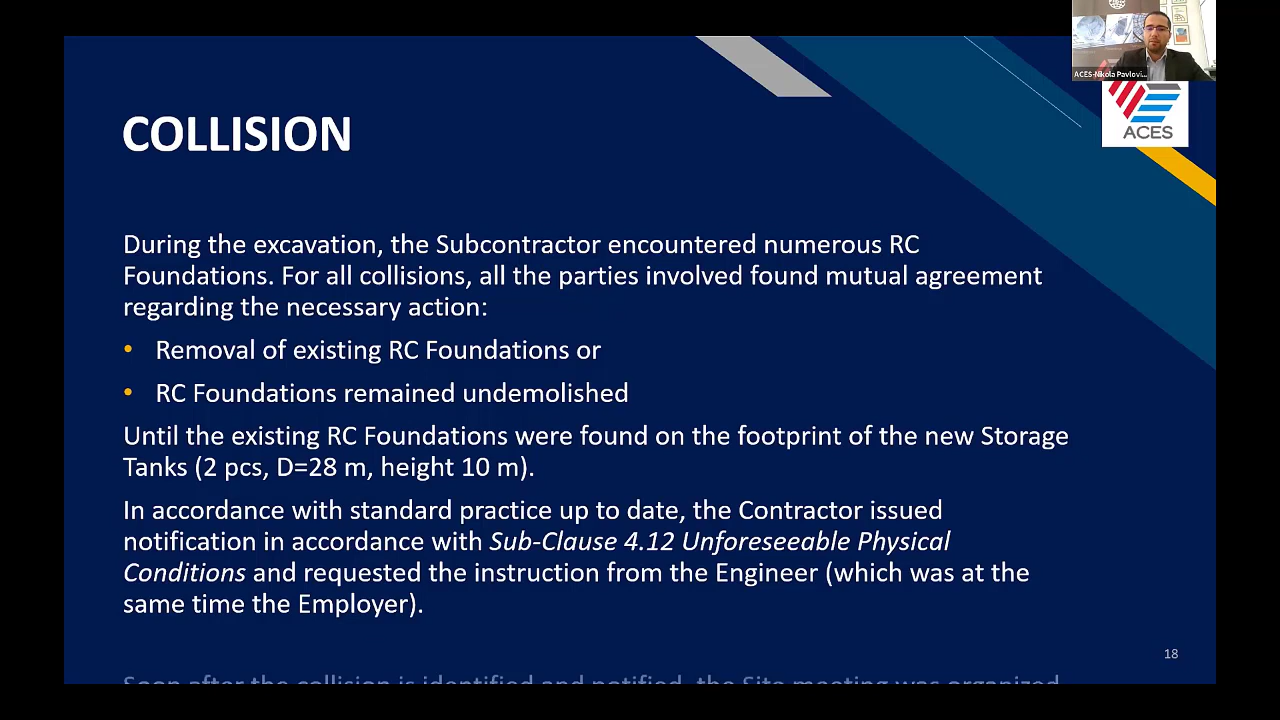 ACES-Nikola Pavlovi...
ACES
COLLISION
During the excavation, the Subcontractor encountered numerous RC
Foundations. For all collisions, all the parties involved found mutual agreement
regarding the necessary action:
• Removal of existing RC Foundations or
• RC Foundations remained undemolished
Until the existing RC Foundations were found on the footprint of the new Storage
Tanks (2 pcs, D=28 m, height 10 m).
In accordance with standard practice up to date, the Contractor issued
notification in accordance with Sub-Clause 4.12 Unforeseeable Physical
Conditions and requested the instruction from the Engineer (which was at the
same time the Employer).
18
Soon after the collision is identified and notified, the Site meeting was organized